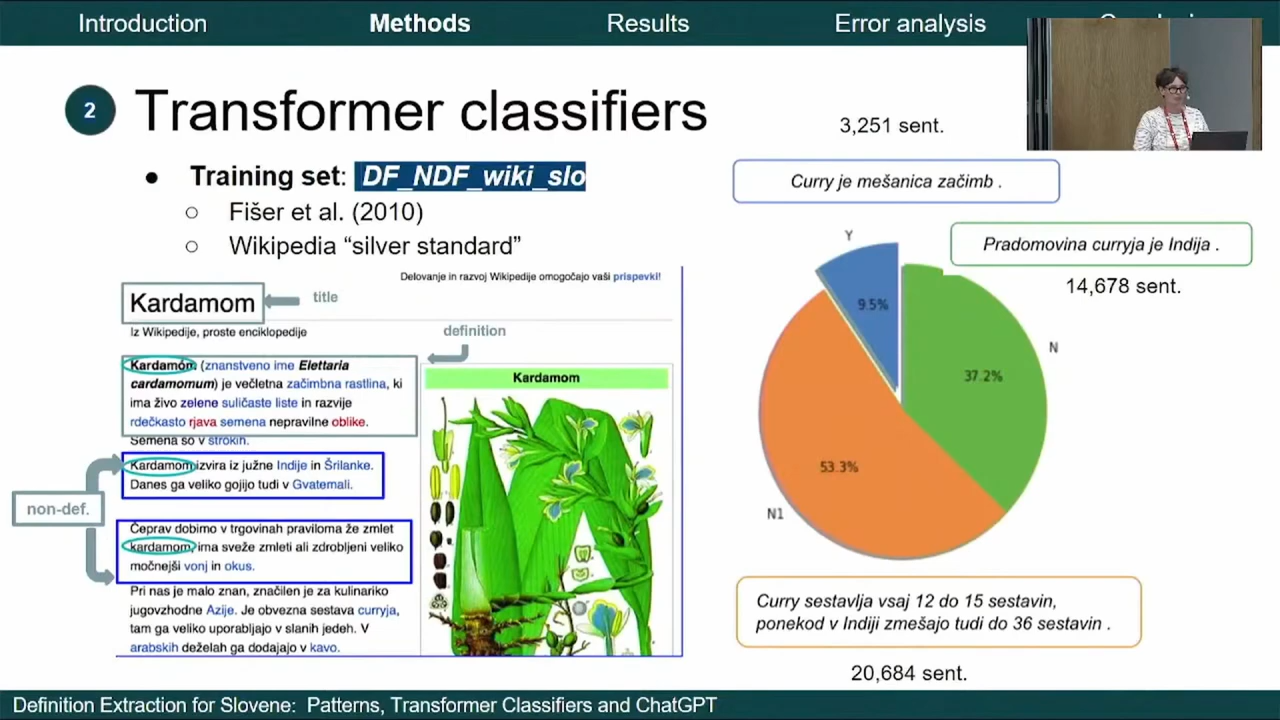 Introduction
Methods
Results
Error analysis
2
Transformer classifiers
Training set: DF_NDF_wiki_slo
Fišer et al. (2010)
Wikipedia “silver standard”
Delovanje in razvoj Wikipedije omogočajo vaši prispevki!
Kardamom
title
Iz Wikipedije, proste enciklopedije
definition
Kardamóm (znanstveno ime Elettaria
cardamomum) je večletna začimbna rastlina, ki
ima živo zelene suličaste liste in razvije
rdečkasto rjava semena nepravilne oblike.
Semena so v strokih.
Kardamom izvira iz južne Indije in Šrilanke.
Danes ga veliko gojijo tudi v Gvatemali.
non-def.
Čeprav dobimo v trgovinah praviloma že zmlet
kardamom, ima sveže zmleti ali zdrobljeni veliko
močnejši vonj in okus.
Pri nas je malo znan, značilen je za kulinariko
jugovzhodne Azije. Je obvezna sestava curryja,
tam ga veliko uporabljajo v slanih jedeh. V
arabskih deželah ga dodajajo v kavo.
Kardamom
3,251 sent.
Curry je mešanica začimb .
Pradomovina curryja je Indija .
14,678 sent.
Y
9.5%
N
37.2%
53.3%
N1
Curry sestavlja vsaj 12 do 15 sestavin,
ponekod v Indiji zmešajo tudi do 36 sestavin .
20,684 sent.
Definition Extraction for Slovene: Patterns, Transformer Classifiers and ChatGPT